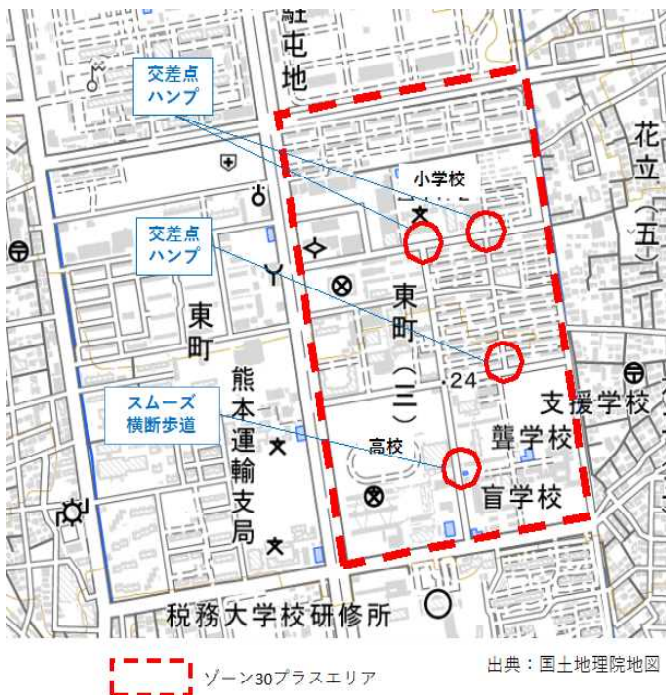 駐屯地
交差点
ハンプ
小学校
花立（五）
交差点
ハンプ
東町
東町（三）
・24
スムーズ
横断歩道
熊本運輸支局
高校
支援学校
聾学校
盲学校
税務大学校研修所
ゾーン30プラスエリア
出典：国土地理院地図